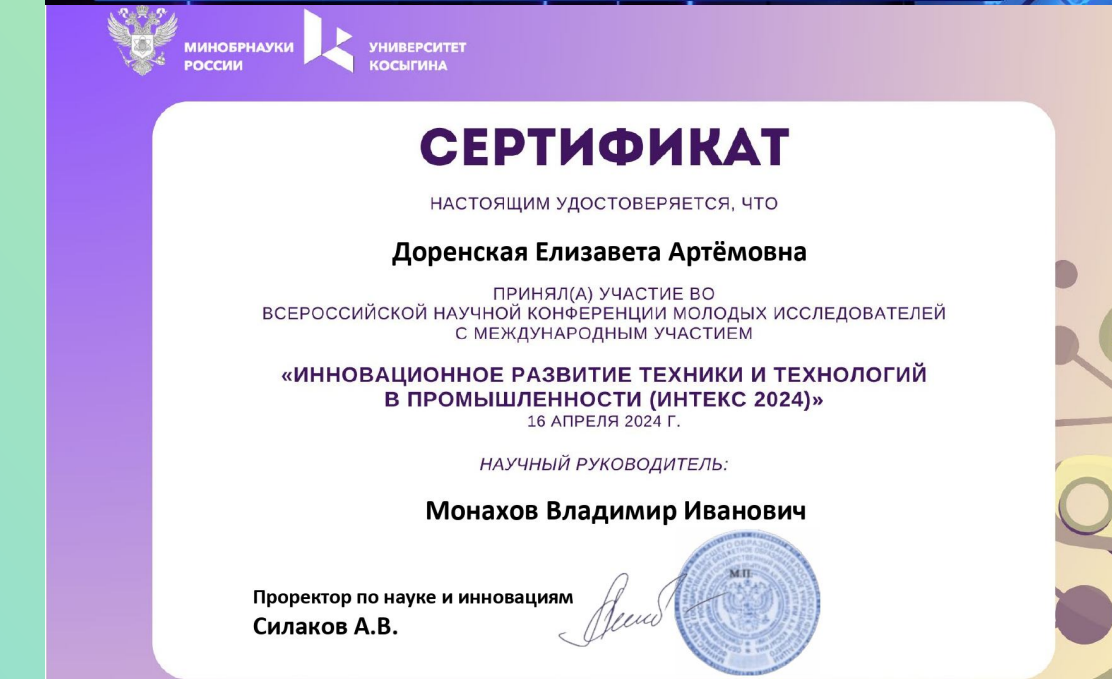 МИНОБРНАУКИ
РОССИИ
УНИВЕРСИТЕТ
КОСЫГИНА
СЕРТИФИКАТ
НАСТОЯЩИМ УДОСТОВЕРЯЕТСЯ, ЧТО
Доренская Елизавета Артёмовна
ПРИНЯЛ(А) УЧАСТИЕ ВО
ВСЕРОССИЙСКОЙ НАУЧНОЙ КОНФЕРЕНЦИИ МОЛОДЫХ ИССЛЕДОВАТЕЛЕЙ
С МЕЖДУНАРОДНЫМ УЧАСТИЕМ
«ИННОВАЦИОННОЕ РАЗВИТИЕ ТЕХНИКИ И ТЕХНОЛОГИЙ
В ПРОМЫШЛЕННОСТИ (ИНТЕКС 2024)»
16 АПРЕЛЯ 2024 Г.
НАУЧНЫЙ РУКОВОДИТЕЛЬ:
Монахов Владимир Иванович
М.П.
Проректор по науке и инновациям
Силаков А.В.